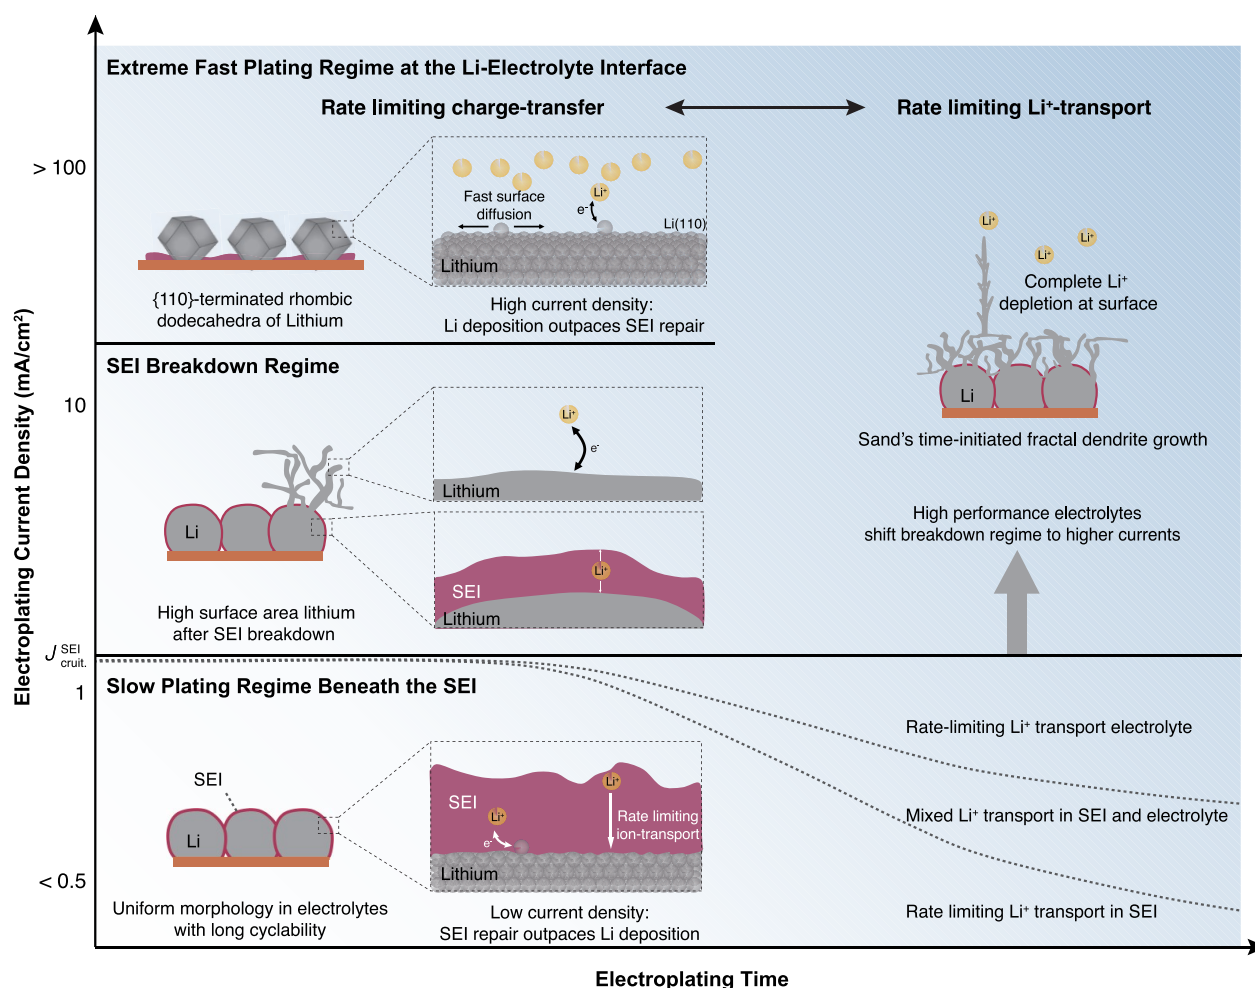 Extreme Fast Plating Regime at the Li-Electrolyte Interface
Rate limiting charge-transfer
Rate limiting Li⁺-transport
> 100
Li⁺
e⁻
Fast surface
diffusion
Li(110)
Lithium
{110}-terminated rhombic
dodecahedra of Lithium
High current density:
Li deposition outpaces SEI repair
Li⁺
Li⁺
Li⁺
Complete Li⁺
depletion at surface
Li
Sand's time-initiated fractal dendrite growth
SEI Breakdown Regime
10
Li⁺
e⁻
Lithium
Li
SEI
Li⁺
Lithium
High surface area lithium
after SEI breakdown
High performance electrolytes
shift breakdown regime to higher currents
J SEI cruit.
1
Slow Plating Regime Beneath the SEI
SEI
Li
SEI
Li⁺
Li⁺
e⁻
Rate limiting
ion-transport
Lithium
< 0.5
Uniform morphology in electrolytes
with long cyclability
Low current density:
SEI repair outpaces Li deposition
Rate-limiting Li⁺ transport electrolyte
Mixed Li⁺ transport in SEI and electrolyte
Rate limiting Li⁺ transport in SEI
Electroplating Current Density (mA/cm²)
Electroplating Time